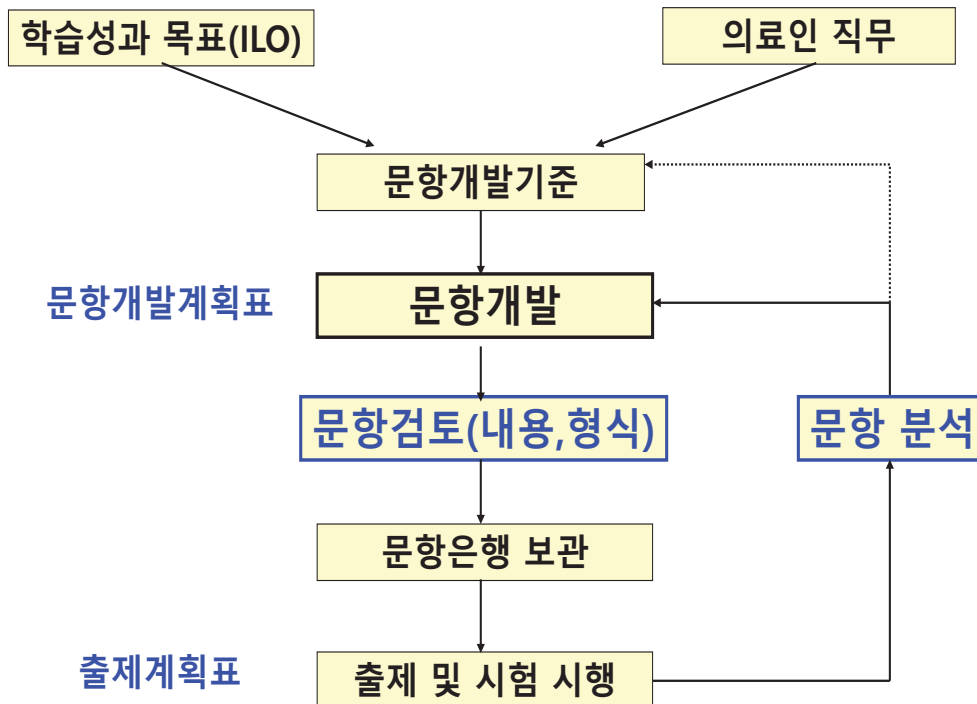 학습성과 목표(ILO)
의료인 직무
문항개발기준
문항개발계획표
문항개발
문항검토(내용,형식)
문항 분석
문항은행 보관
출제계획표
출제 및 시험 시행